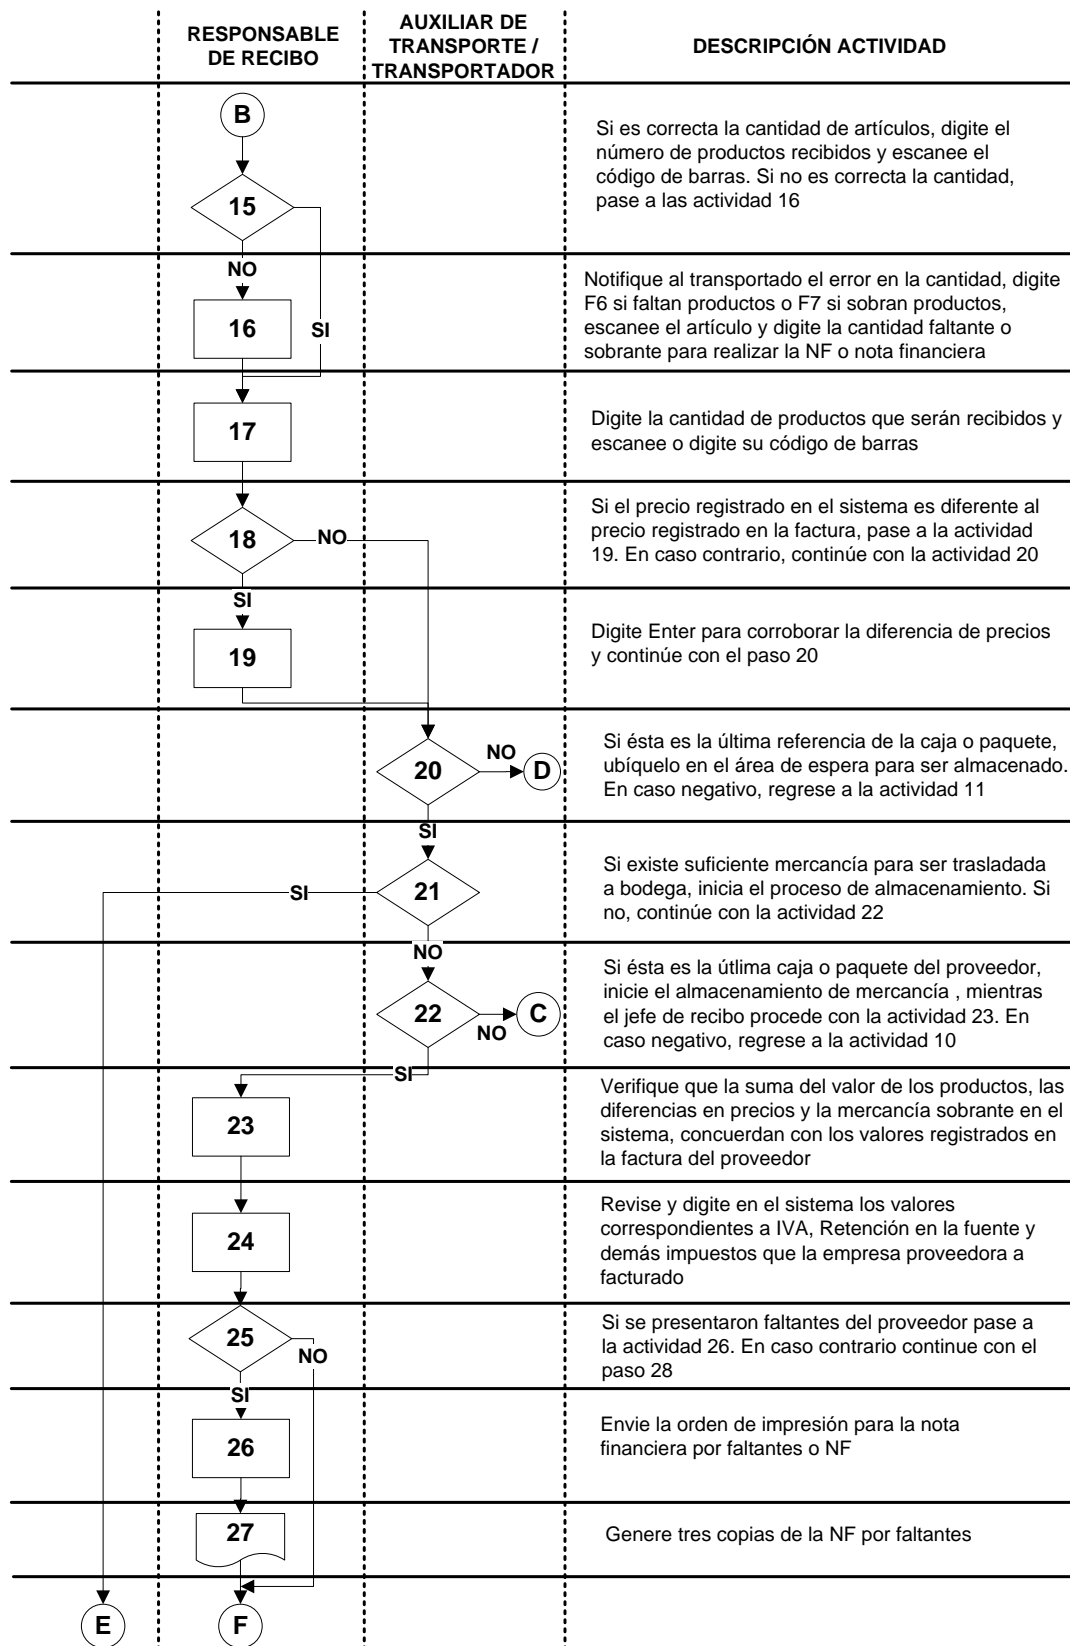 RESPONSABLE
DE RECIBO
AUXILIAR DE
TRANSPORTE /
TRANSPORTADOR
DESCRIPCIÓN ACTIVIDAD
B
15
Si es correcta la cantidad de artículos, digite el
número de productos recibidos y escanee el
código de barras. Si no es correcta la cantidad,
pase a las actividad 16
NO
16
SI
Notifique al transportado el error en la cantidad, digite
F6 si faltan productos o F7 si sobran productos,
escanee el artículo y digite la cantidad faltante o
sobrante para realizar la NF o nota financiera
17
Digite la cantidad de productos que serán recibidos y
escanee o digite su código de barras
18
NO
Si el precio registrado en el sistema es diferente al
precio registrado en la factura, pase a la actividad
19. En caso contrario, continúe con la actividad 20
SI
19
Digite Enter para corroborar la diferencia de precios
y continúe con el paso 20
20
NO
D
Si ésta es la última referencia de la caja o paquete,
ubíquelo en el área de espera para ser almacenado.
En caso negativo, regrese a la actividad 11
SI
SI
21
Si existe suficiente mercancía para ser trasladada
a bodega, inicia el proceso de almacenamiento. Si
no, continúe con la actividad 22
NO
22
NO
C
Si ésta es la útlima caja o paquete del proveedor,
inicie el almacenamiento de mercancía , mientras
el jefe de recibo procede con la actividad 23. En
caso negativo, regrese a la actividad 10
SI
23
Verifique que la suma del valor de los productos, las
diferencias en precios y la mercancía sobrante en el
sistema, concuerdan con los valores registrados en
la factura del proveedor
24
Revise y digite en el sistema los valores
correspondientes a IVA, Retención en la fuente y
demás impuestos que la empresa proveedora a
facturado
25
NO
Si se presentaron faltantes del proveedor pase a
la actividad 26. En caso contrario continue con el
paso 28
SI
26
Envie la orden de impresión para la nota
financiera por faltantes o NF
27
Genere tres copias de la NF por faltantes
E
F